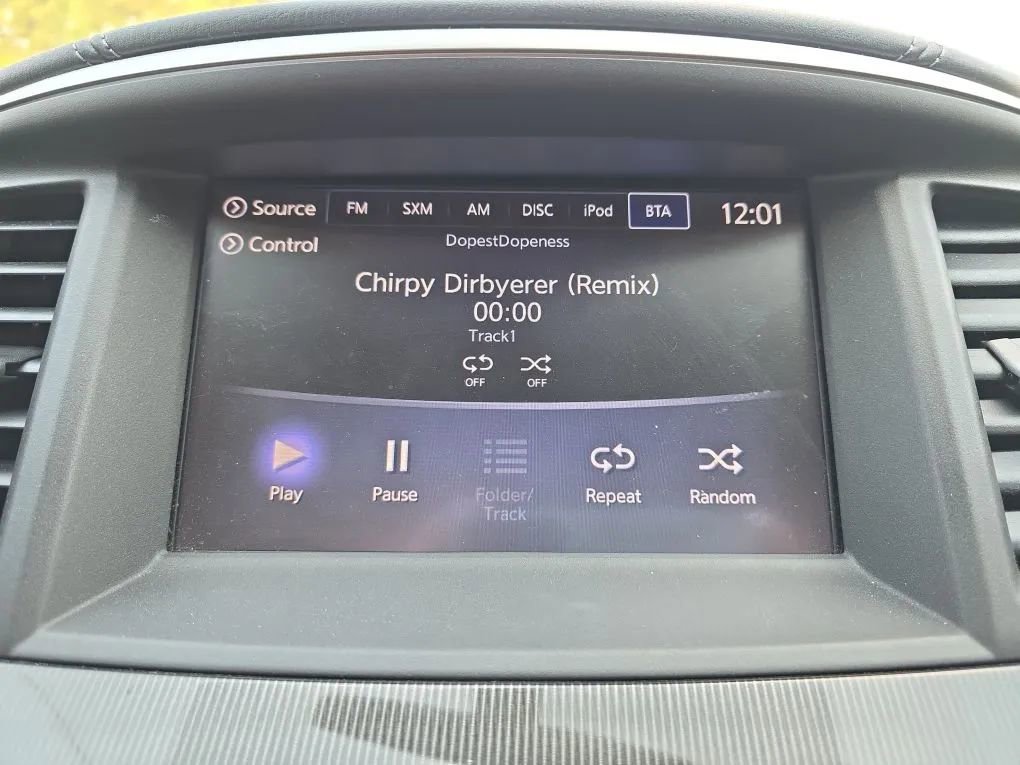 Source FM SXM AM DISC iPod BTA 12:01
Control
DopestDopeness
Chirpy Dirbyerer (Remix)
00:00
Track1
OFF OFF
Play Pause Folder/ Repeat Random
Track